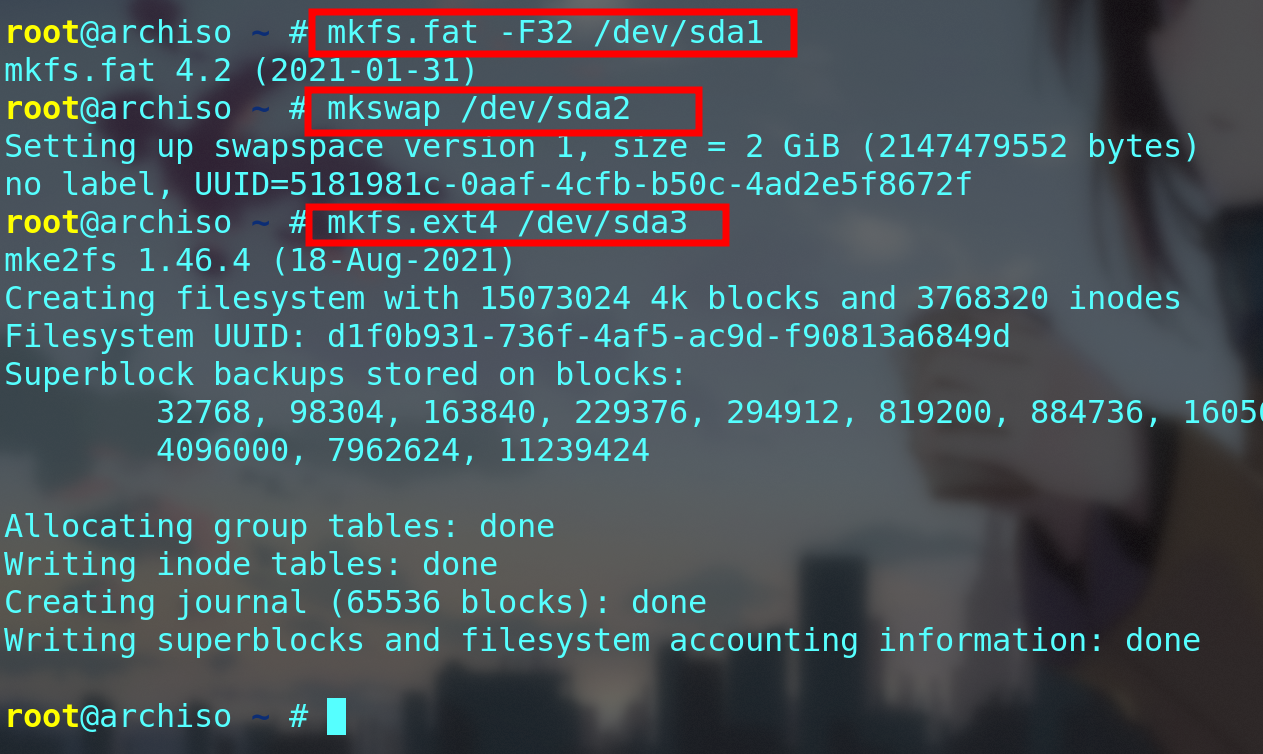 root@archiso ~ # mkfs.fat -F32 /dev/sda1
mkfs.fat 4.2 (2021-01-31)
root@archiso ~ # mkswap /dev/sda2
Setting up swapspace version 1, size = 2 GiB (2147479552 bytes)
no label, UUID=5181981c-0aaf-4cfb-b50c-4ad2e5f8672f
root@archiso ~ # mkfs.ext4 /dev/sda3
mke2fs 1.46.4 (18-Aug-2021)
Creating filesystem with 15073024 4k blocks and 3768320 inodes
Filesystem UUID: d1f0b931-736f-4af5-ac9d-f90813a6849d
Superblock backups stored on blocks:
32768, 98304, 163840, 229376, 294912, 819200, 884736,
4096000, 7962624, 11239424
Allocating group tables: done
Writing inode tables: done
Creating journal (65536 blocks): done
Writing superblocks and filesystem accounting information: done
root@archiso ~ #